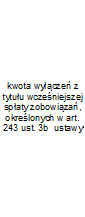 kwota wyłączeń z
tytułu wcześniejszej
spłaty zobowiązań,
określonych w art.
243 ust. 3b ustawy